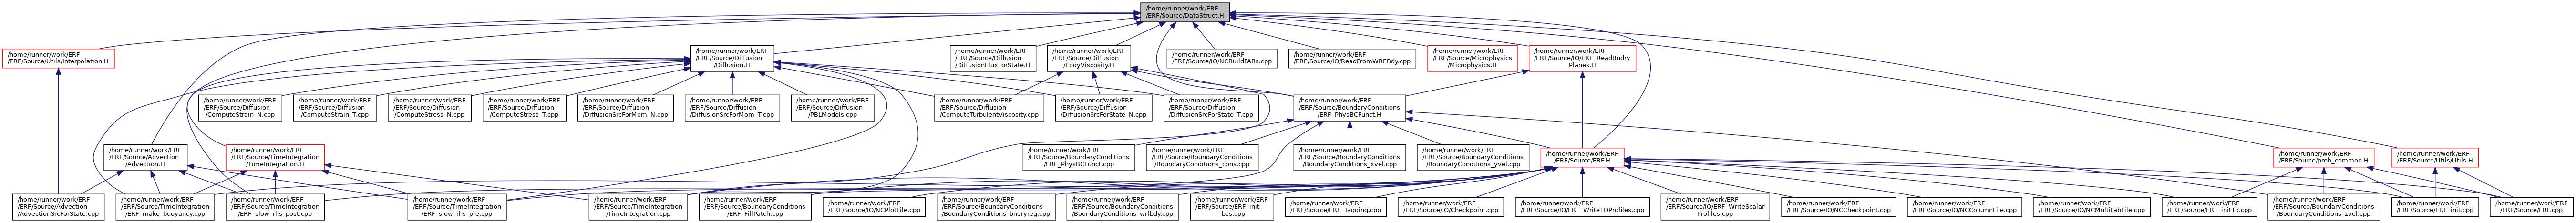 /home/runner/work/ERF
/ERF/Source/DataStruct.H
/home/runner/work/ERF
/ERF/Source/Utils/Interpolation.H
/home/runner/work/ERF
/ERF/Source/Diffusion
/Diffusion.H
/home/runner/work/ERF
/ERF/Source/Diffusion
/DiffusionFluxForState.H
/home/runner/work/ERF
/ERF/Source/Diffusion
/EddyViscosity.H
/home/runner/work/ERF
/ERF/Source/IO/NCBuildFABs.cpp
/home/runner/work/ERF
/ERF/Source/IO/ReadFromWRFBdy.cpp
/home/runner/work/ERF
/ERF/Source/Microphysics
/Microphysics.H
/home/runner/work/ERF
/ERF/Source/IO/ERF_ReadBndry
Planes.H
/home/runner/work/ERF
/ERF/Source/Diffusion
/ComputeStrain_N.cpp
/home/runner/work/ERF
/ERF/Source/Diffusion
/ComputeStrain_T.cpp
/home/runner/work/ERF
/ERF/Source/Diffusion
/ComputeStress_N.cpp
/home/runner/work/ERF
/ERF/Source/Diffusion
/ComputeStress_T.cpp
/home/runner/work/ERF
/ERF/Source/Diffusion
/DiffusionSrcForMom_N.cpp
/home/runner/work/ERF
/ERF/Source/Diffusion
/DiffusionSrcForMom_T.cpp
/home/runner/work/ERF
/ERF/Source/Diffusion
/PBLModels.cpp
/home/runner/work/ERF
/ERF/Source/Diffusion
/ComputeTurbulentViscosity.cpp
/home/runner/work/ERF
/ERF/Source/Diffusion
/DiffusionSrcForState_N.cpp
/home/runner/work/ERF
/ERF/Source/Diffusion
/DiffusionSrcForState_T.cpp
/home/runner/work/ERF
/ERF/Source/BoundaryConditions
/ERF_PhysBCFunct.H
/home/runner/work/ERF
/ERF/Source/Advection
/Advection.H
/home/runner/work/ERF
/ERF/Source/TimeIntegration
/TimeIntegration.H
/home/runner/work/ERF
/ERF/Source/BoundaryConditions
/ERF_PhysBCFunct.cpp
/home/runner/work/ERF
/ERF/Source/BoundaryConditions
/BoundaryConditions_cons.cpp
/home/runner/work/ERF
/ERF/Source/BoundaryConditions
/BoundaryConditions_xvel.cpp
/home/runner/work/ERF
/ERF/Source/BoundaryConditions
/BoundaryConditions_yvel.cpp
/home/runner/work/ERF
/ERF/Source/ERF.H
/home/runner/work/ERF
/ERF/Source/prob_common.H
/home/runner/work/ERF
/ERF/Source/Utils/Utils.H
/home/runner/work/ERF
/ERF/Source/Advection
/AdvectionSrcForState.cpp
/home/runner/work/ERF
/ERF/Source/TimeIntegration
/ERF_make_buoyancy.cpp
/home/runner/work/ERF
/ERF/Source/TimeIntegration
/ERF_slow_rhs_post.cpp
/home/runner/work/ERF
/ERF/Source/TimeIntegration
/ERF_slow_rhs_pre.cpp
/home/runner/work/ERF
/ERF/Source/TimeIntegration
/TimeIntegration.cpp
/home/runner/work/ERF
/ERF/Source/BoundaryConditions
/ERF_FillPatch.cpp
/home/runner/work/ERF
/ERF/Source/IO/NCPlotFile.cpp
/home/runner/work/ERF
/ERF/Source/BoundaryConditions
/BoundaryConditions_bndryreg.cpp
/home/runner/work/ERF
/ERF/Source/BoundaryConditions
/BoundaryConditions_wrfbdy.cpp
/home/runner/work/ERF
/ERF/Source/ERF_init
_bcs.cpp
/home/runner/work/ERF
/ERF/Source/ERF_Tagging.cpp
/home/runner/work/ERF
/ERF/Source/IO/Checkpoint.cpp
/home/runner/work/ERF
/ERF/Source/IO/ERF_Write1DProfiles.cpp
/home/runner/work/ERF
/ERF/Source/IO/ERF_WriteScalar
Profiles.cpp
/home/runner/work/ERF
/ERF/Source/IO/NCCheckpoint.cpp
/home/runner/work/ERF
/ERF/Source/IO/NCColumnFile.cpp
/home/runner/work/ERF
/ERF/Source/IO/NCMultiFabFile.cpp
/home/runner/work/ERF
/ERF/Source/ERF_init1d.cpp
/home/runner/work/ERF
/ERF/Source/BoundaryConditions
/BoundaryConditions_zvel.cpp
/home/runner/work/ERF
/ERF/Source/ERF_init.cpp
/home/runner/work/ERF
/ERF/Source/ERF.cpp